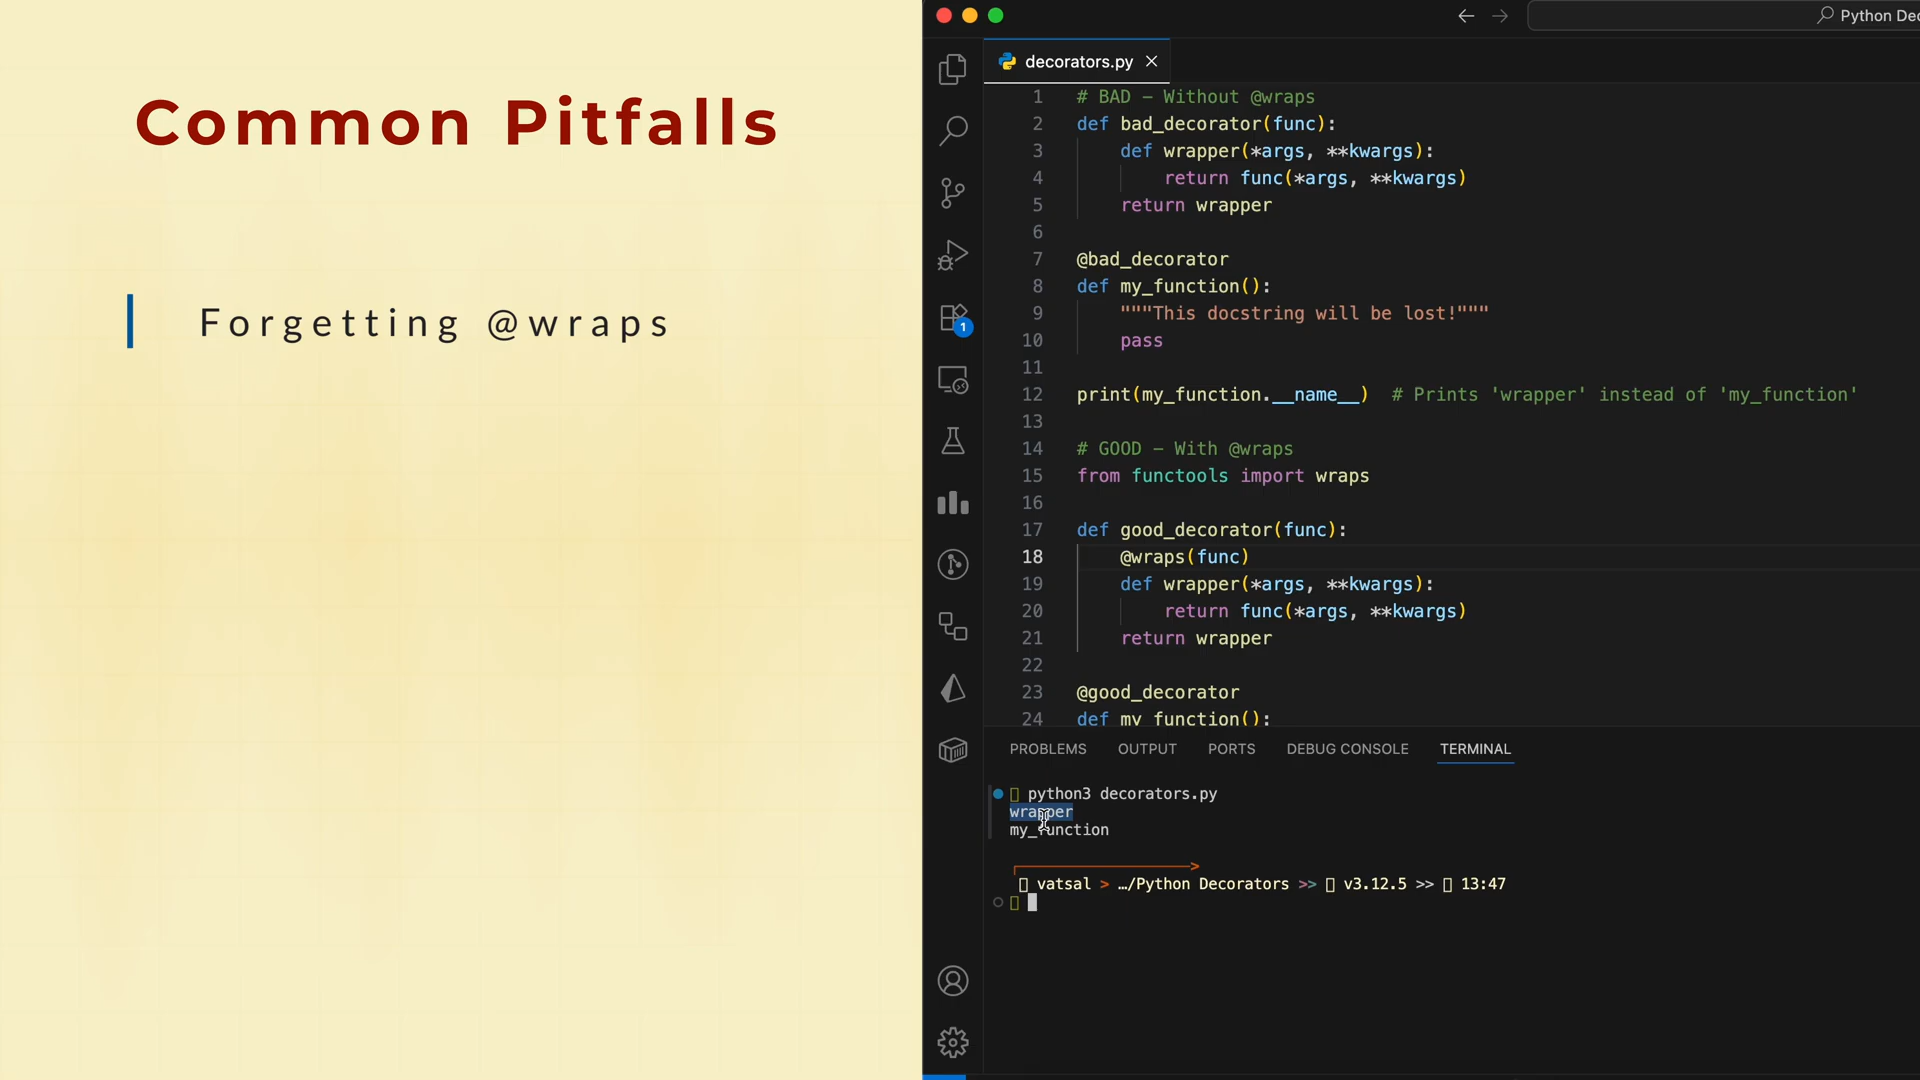 Common Pitfalls
Forgetting @wraps
Python Dec
decorators.py
1 # BAD – Without @wraps
2 def bad_decorator(func):
3 def wrapper(*args, **kwargs):
4 return func(*args, **kwargs)
5 return wrapper
6
7 @bad_decorator
8 def my_function():
9 """This docstring will be lost!"""
10 pass
11
12 print(my_function.__name__) # Prints 'wrapper' instead of 'my_function'
13
14 # GOOD – With @wraps
15 from functools import wraps
16
17 def good_decorator(func):
18 @wraps(func)
19 def wrapper(*args, **kwargs):
20 return func(*args, **kwargs)
21 return wrapper
22
23 @good_decorator
24 def my_function():
1
PROBLEMS OUTPUT PORTS DEBUG CONSOLE TERMINAL
python3 decorators.py
wrapper
my_function
vatsal > …/Python Decorators >> v3.12.5 >> 13:47